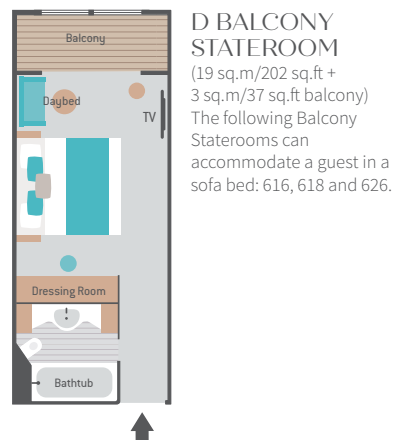 Balcony
Daybed
TV
Dressing Room
Bathtub
D BALCONY
STATEROOM
(19 sq.m/202 sq.ft +
3 sq.m/37 sq.ft balcony)
The following Balcony
Staterooms can
accommodate a guest in a
sofa bed: 616, 618 and 626.